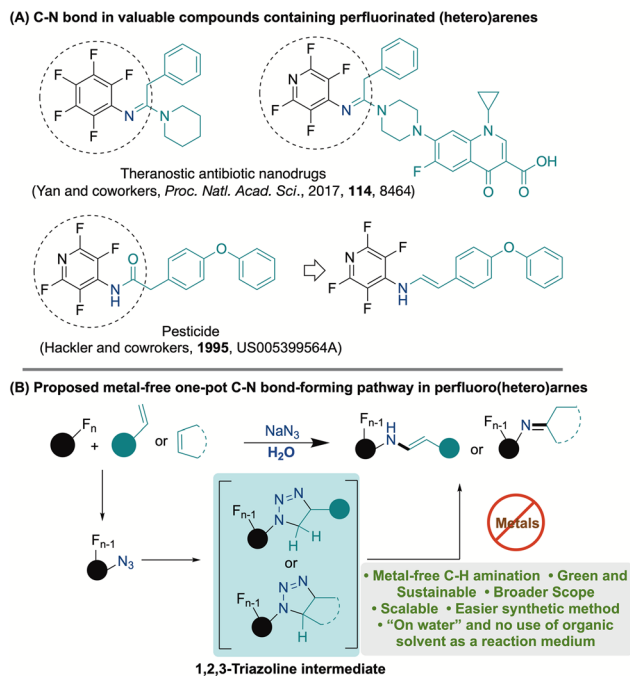 (A) C-N bond in valuable compounds containing perfluorinated (hetero)arenes
F
F
F
F
F
N
N
F
F
N
F
F
N
N
N
F
N
O
O
OH
Theranostic antibiotic nanodrugs
(Yan and coworkers, Proc. Natl. Acad. Sci., 2017, 114, 8464)
F
F
N
F
F
N
H
O
O
F
F
N
F
F
N
H
O
Pesticide
(Hackler and cowrokers, 1995, US005399564A)
(B) Proposed metal-free one-pot C-N bond-forming pathway in perfluoro(hetero)arnes
Fn
+
or
NaN3
H2O
Fn-1
H
N
or
Fn-1
N
Fn-1
N3
N
N
N
Fn-1
H
H
or
N
N
N
Fn-1
H
Metals
• Metal-free C-H amination • Green and
Sustainable • Broader Scope
• Scalable • Easier synthetic method
• “On water” and no use of organic
solvent as a reaction medium
1,2,3-Triazoline intermediate